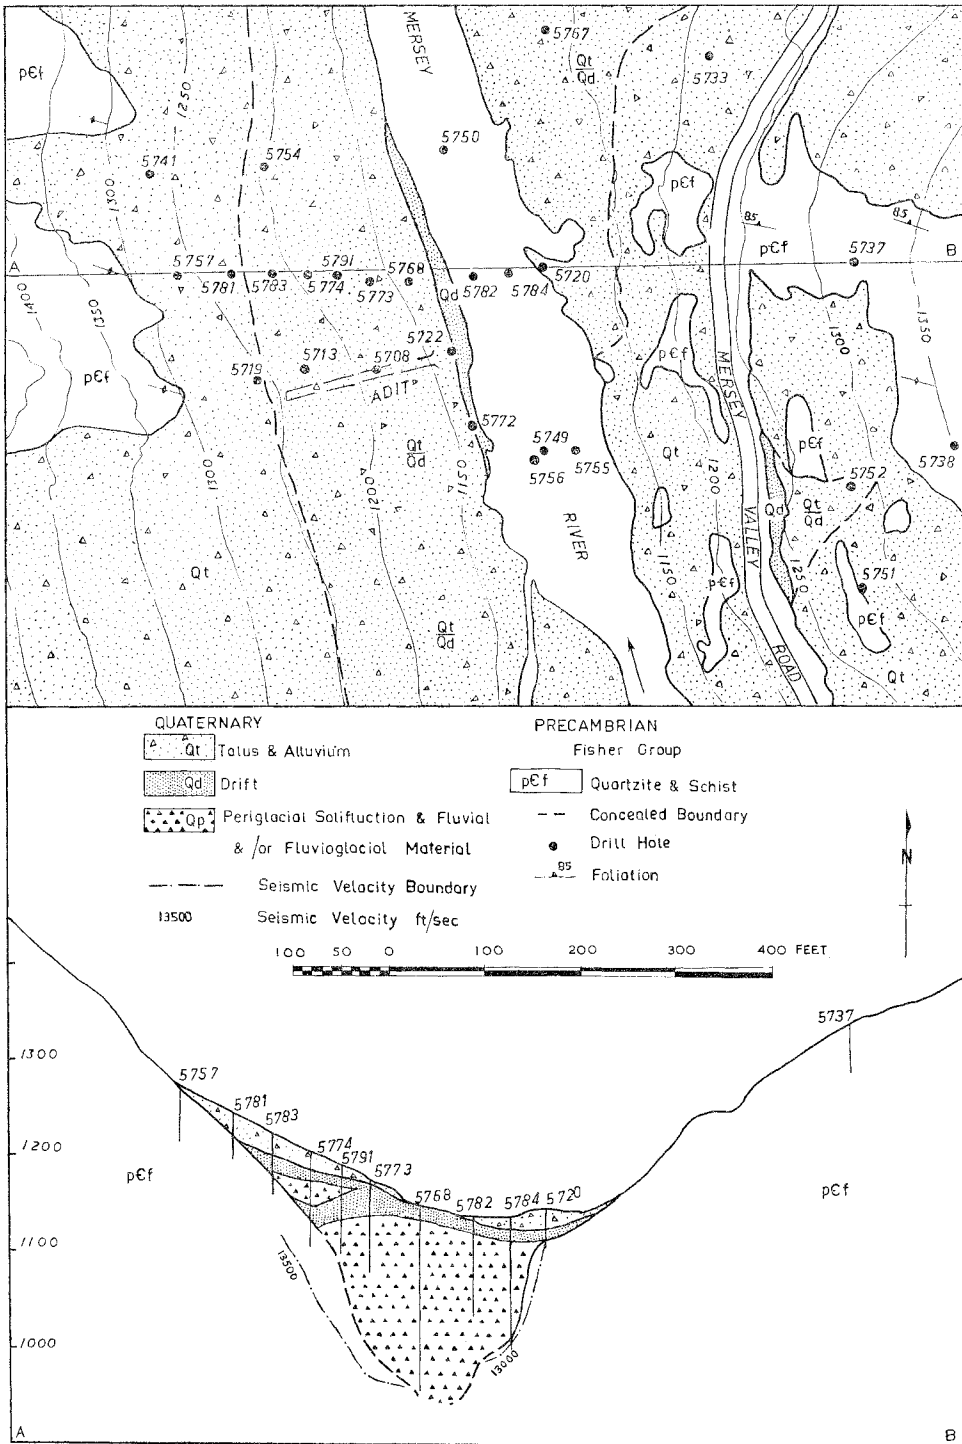 MERSEY
5767
Qt
Qd
5733
pЄf
1250
5750
5741
5754
pЄf
1300
85
85
pЄf
5737
A
B
5757
5791
5768
5720
5781
5783
5774
5773
Qd
5782
5784
1400
1350
5722
1300
1350
pЄf
5713
5708
pЄf
5719
ADIT
MERSEY
5772
5749
pЄf
Qt
Qd
5756
5755
Qt
5738
1300
1200
1150
1200
5752
Qd
Qt
Qd
RIVER
VALLEY
Qt
1150
1250
5751
pЄf
pЄf
Qt
Qd
ROAD
Qt
QUATERNARY
PRECAMBRIAN
Qt Talus & Alluvium
Fisher Group
Qd Drift
pЄf Quartzite & Schist
Qp Periglacial Solifluction & Fluvial
& /or Fluvioglacial Material
Concealed Boundary
Drill Hole
Seismic Velocity Boundary
85 Foliation
N
13500 Seismic Velocity ft/sec
100 50 0 100 200 300 400 FEET
5737
1300
5757
5781
5783
1200
5774
5791
5773
pЄf
5768
5782
5784
5720
pЄf
1100
13500
1000
13000
A
B